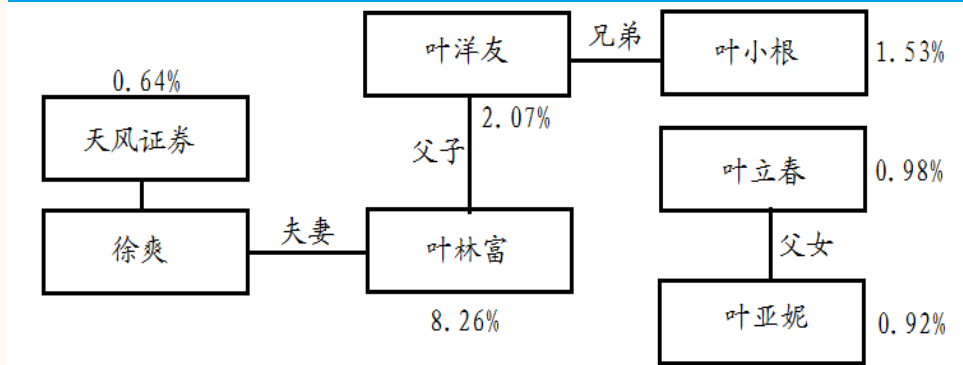 叶洋友
兄弟
叶小根
1.53%
0.64%
天风证券
2.07%
父子
叶立春
0.98%
徐爽
夫妻
叶林富
父女
8.26%
叶亚妮
0.92%